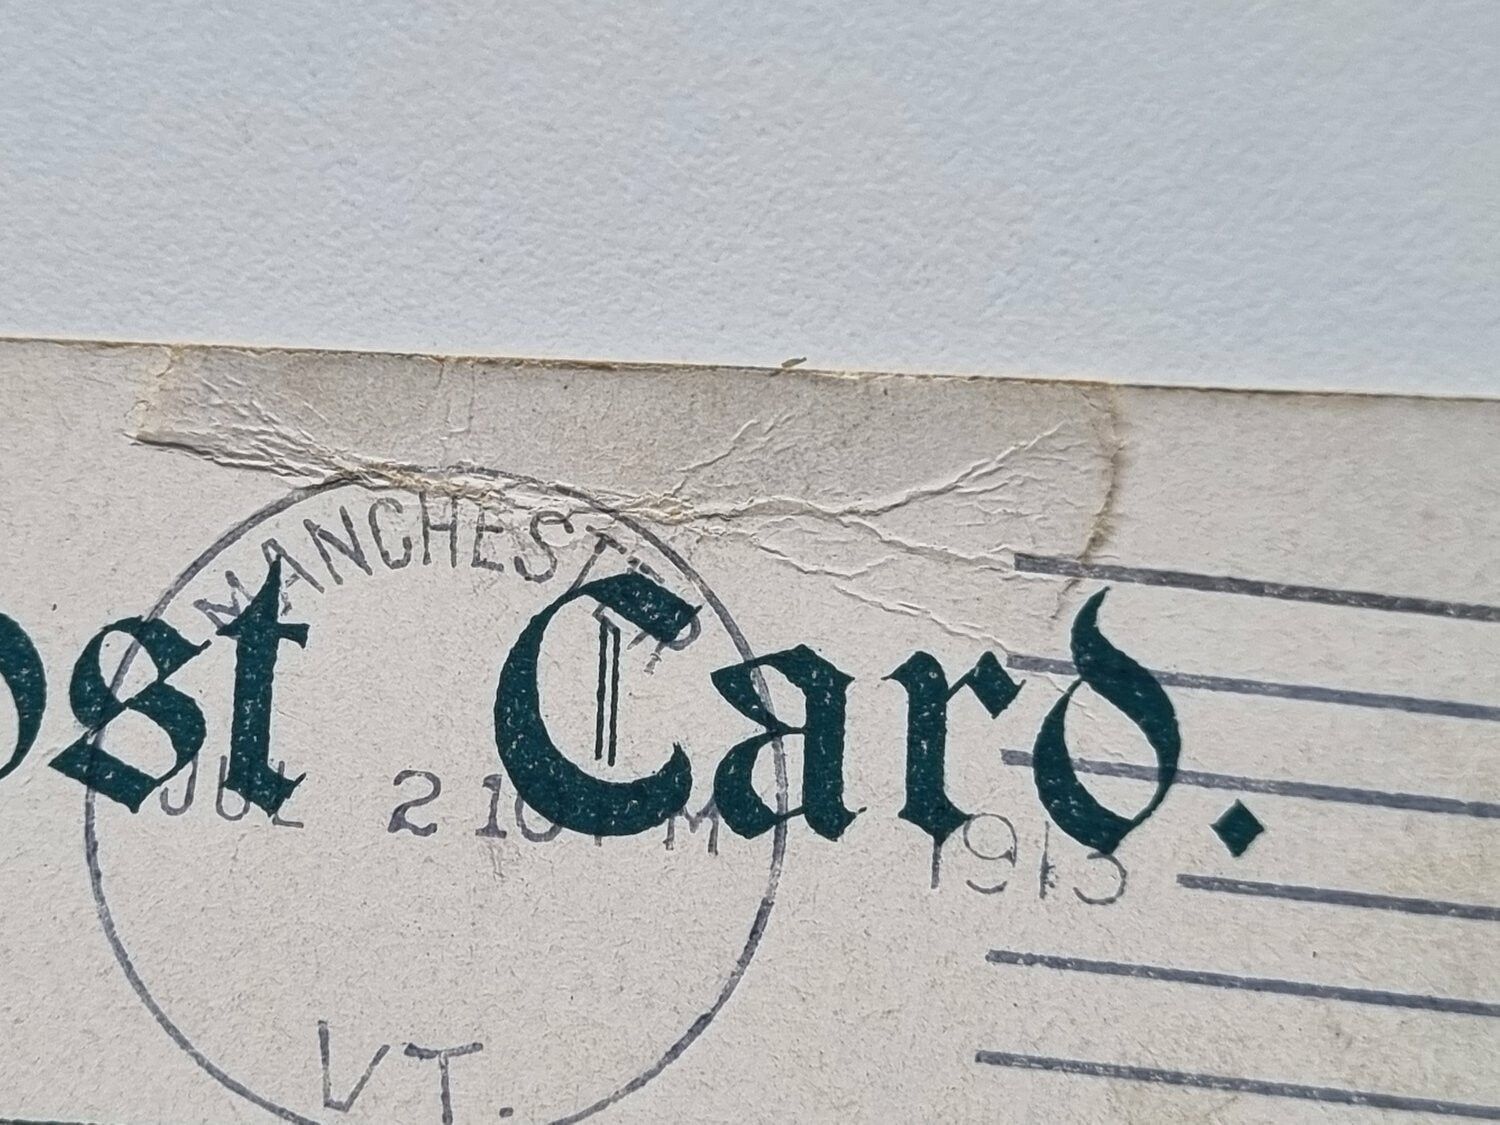 MANCHESTER
ost Card.
JUL 2 10 PM
1913
VT.